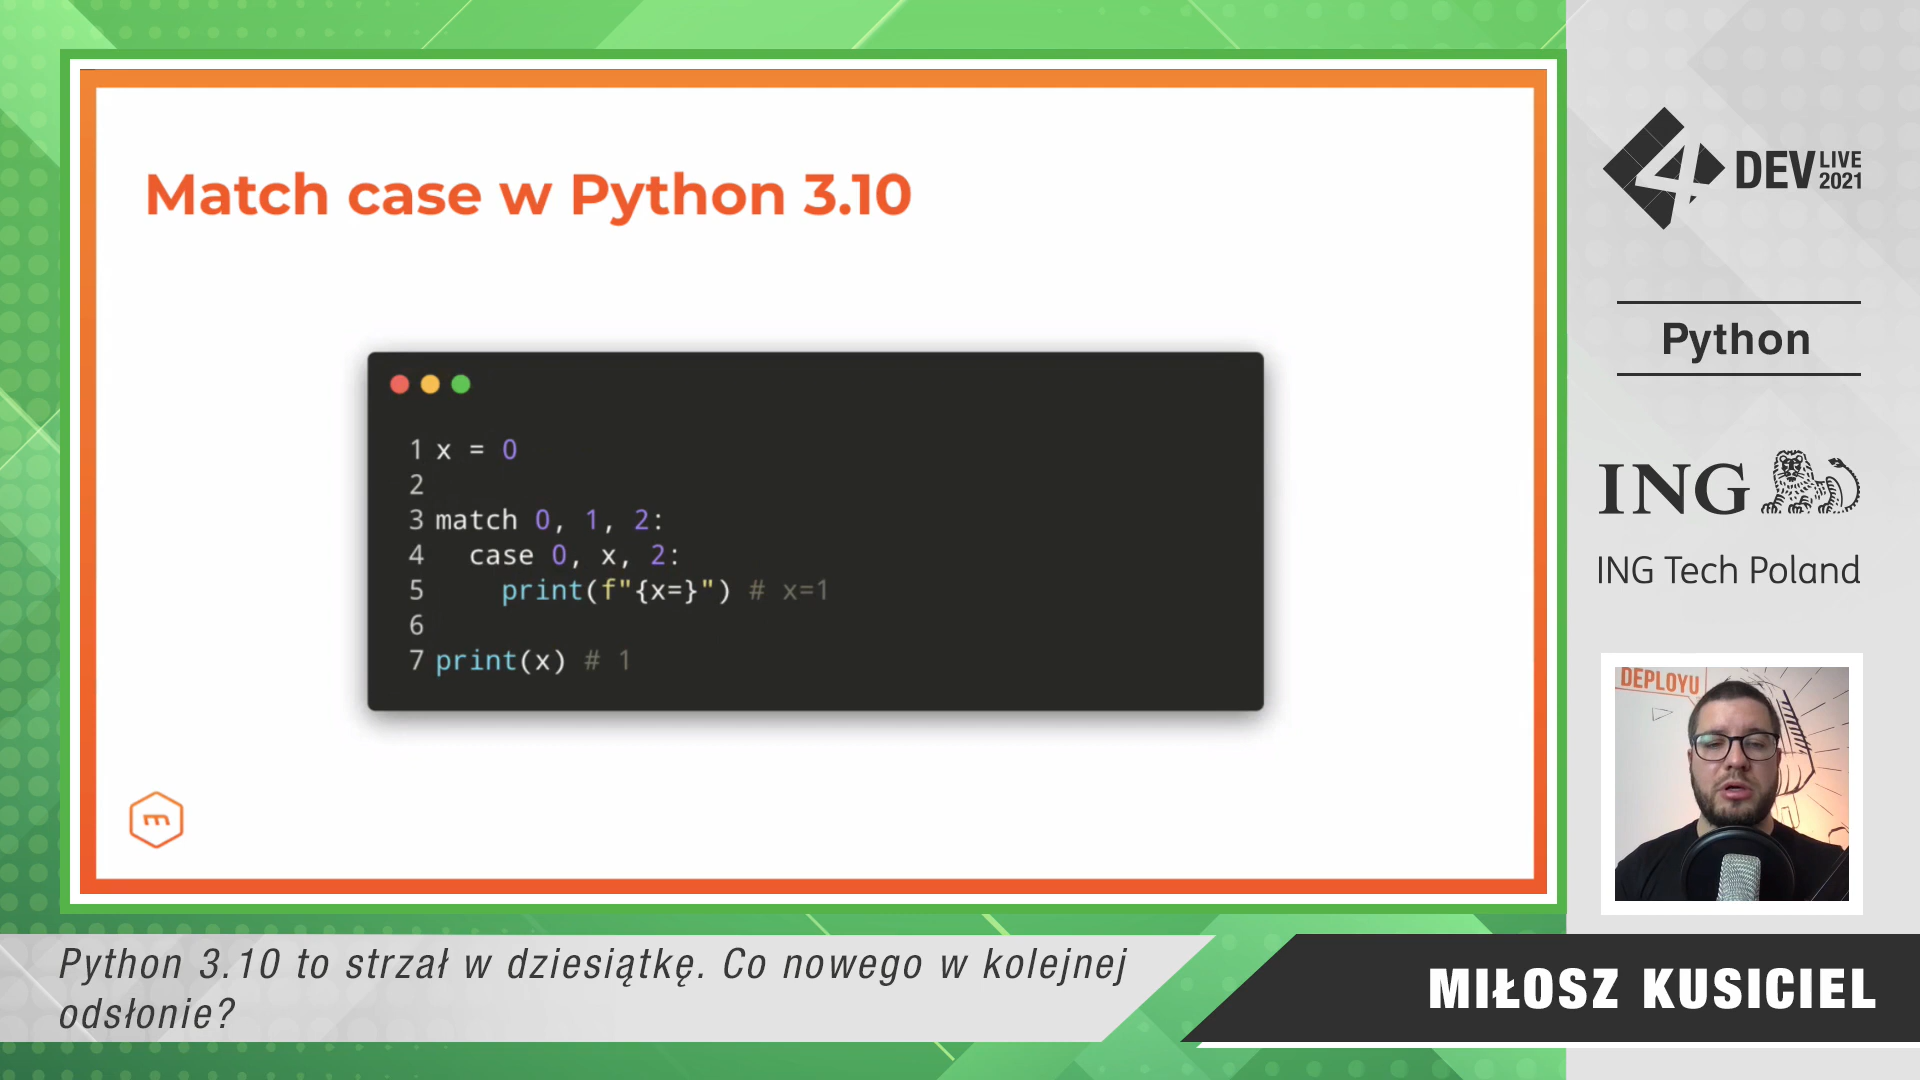 Match case w Python 3.10
1 x = 0
2
3 match 0, 1, 2:
4   case 0, x, 2:
5     print(f"{x=}") # x=1
6
7 print(x) # 1
m
4DEV LIVE 2021
Python
ING
ING Tech Poland
DEPLOYU
Python 3.10 to strzał w dziesiątkę. Co nowego w kolejnej
odsłonie?
MIŁOSZ KUSICIEL